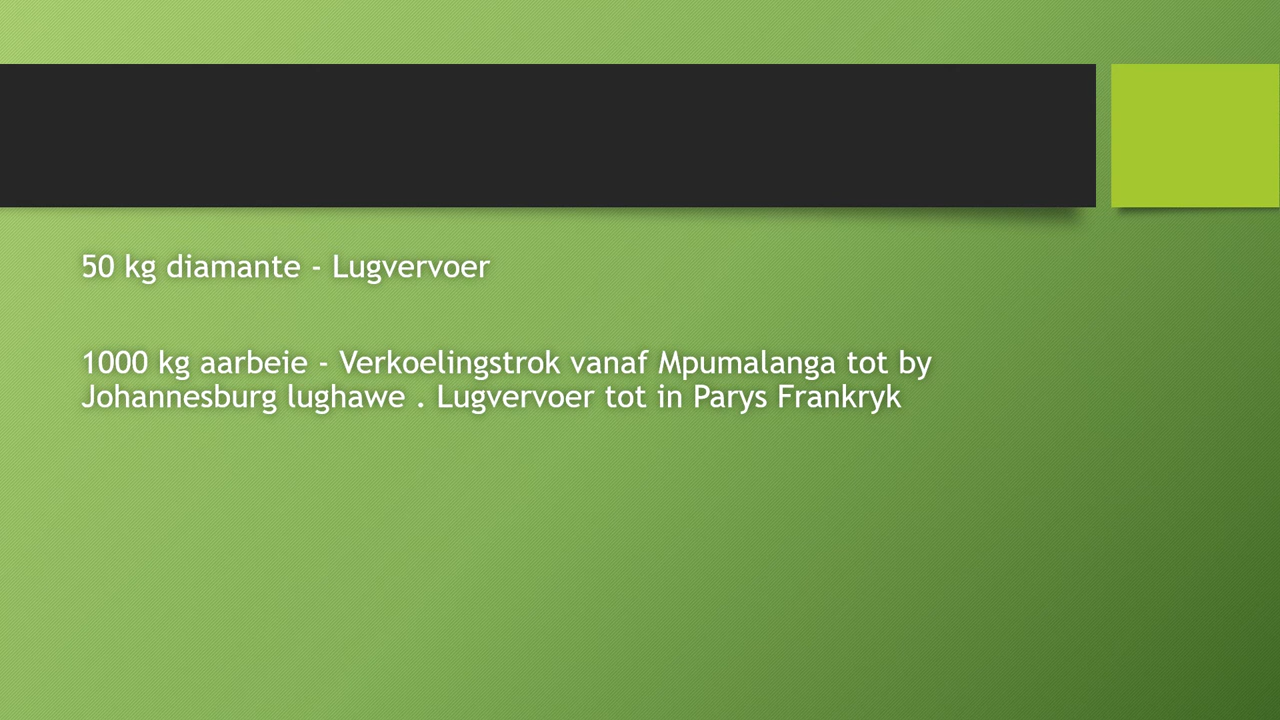 50 kg diamante - Lugvervoer
1000 kg aarbeie - Verkoelingstrok vanaf Mpumalanga tot by
Johannesburg lughawe . Lugvervoer tot in Parys Frankryk